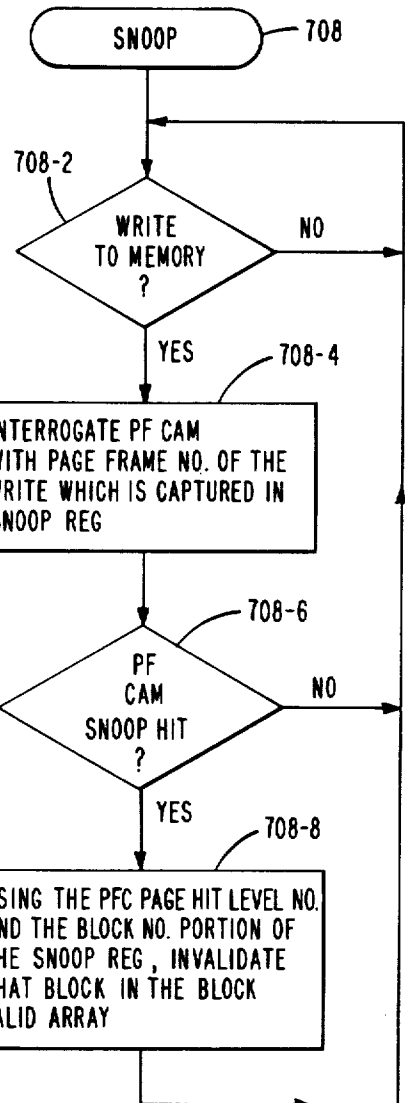 SNOOP
708
708-2
WRITE
TO MEMORY
?
NO
YES
708-4
NTERROGATE PF CAM
WITH PAGE FRAME NO. OF THE
WRITE WHICH IS CAPTURED IN
SNOOP REG
708-6
PF
CAM
SNOOP HIT
?
NO
YES
708-8
SING THE PFC PAGE HIT LEVEL NO.
ND THE BLOCK NO. PORTION OF
HE SNOOP REG, INVALIDATE
HAT BLOCK IN THE BLOCK
ALID ARRAY